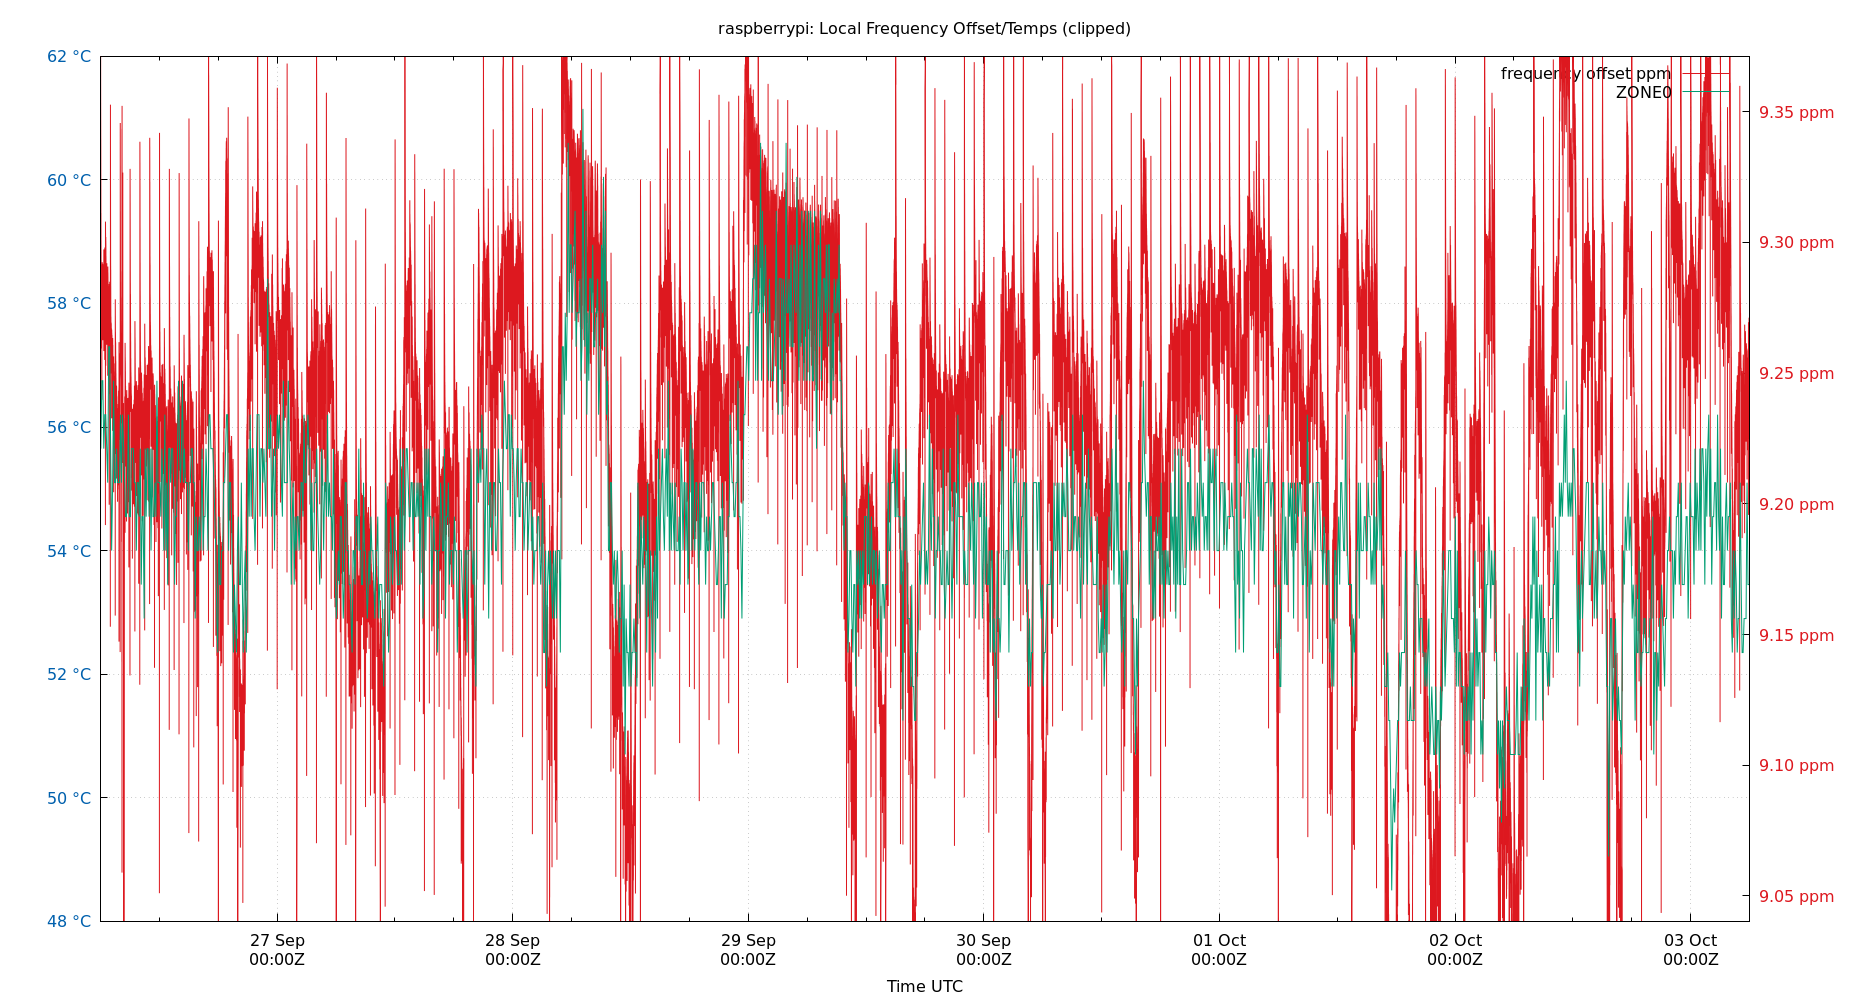 raspberrypi: Local Frequency Offset/Temps (clipped)
62 °C
60 °C
58 °C
56 °C
54 °C
52 °C
50 °C
48 °C
frequency offset ppm
ZONE0
9.35 ppm
9.30 ppm
9.25 ppm
9.20 ppm
9.15 ppm
9.10 ppm
9.05 ppm
27 Sep
00:00Z
28 Sep
00:00Z
29 Sep
00:00Z
30 Sep
00:00Z
01 Oct
00:00Z
02 Oct
00:00Z
03 Oct
00:00Z
Time UTC